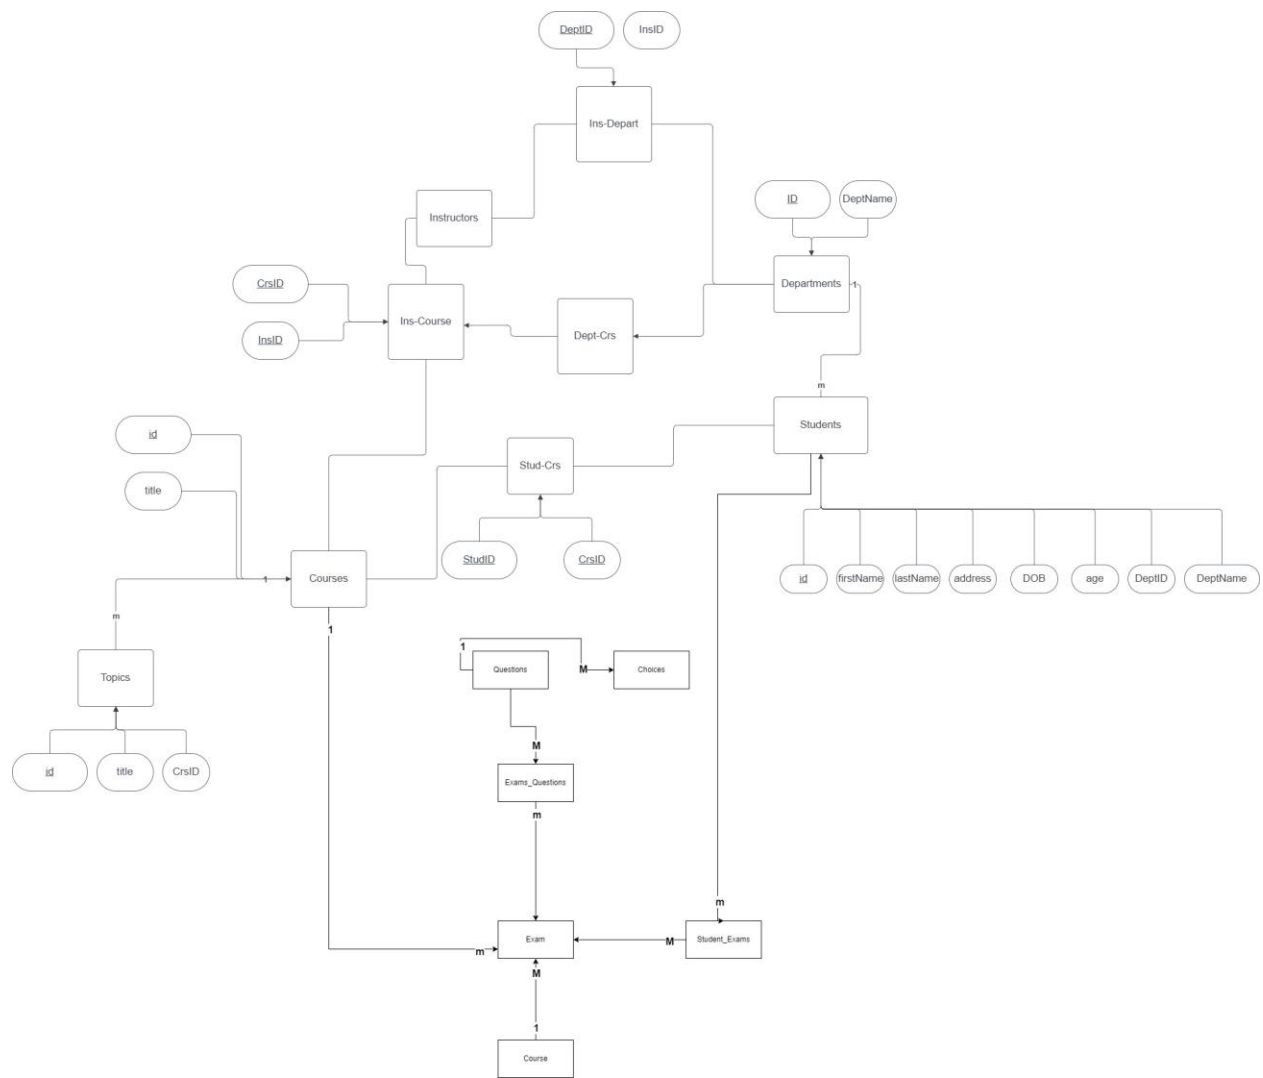 DeptID
InsID
Ins-Depart
ID
DeptName
Instructors
Departments
1
CrsID
Ins-Course
InsID
Dept-Crs
m
Students
id
Stud-Crs
title
StudID
CrsID
Courses
1
id
firstName
lastName
address
DOB
age
DeptID
DeptName
m
1
1
Questions
M
Choices
Topics
M
id
title
CrsID
Exams_Questions
m
m
Exam
m
M
Student_Exams
M
1
Course